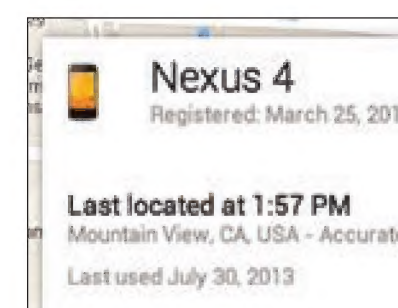 Nexus 4
Registered: March 25, 201
Last located at 1:57 PM
Mountain View, CA, USA - Accurate
Last used July 30, 2013